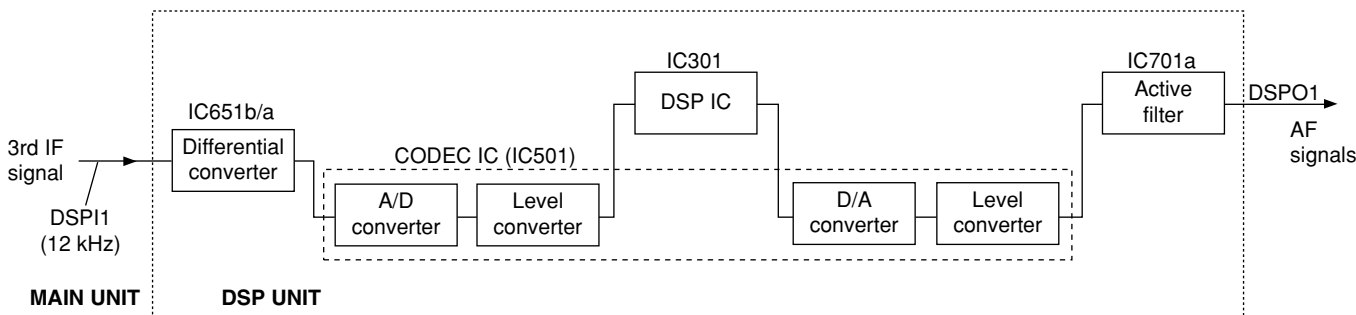 IC301
DSP IC
IC701a
Active
filter
DSPO1
AF
signals
IC651b/a
Differential
converter
3rd IF
signal
DSPI1
(12 kHz)
CODEC IC (IC501)
A/D
converter
Level
converter
D/A
converter
Level
converter
MAIN UNIT
DSP UNIT